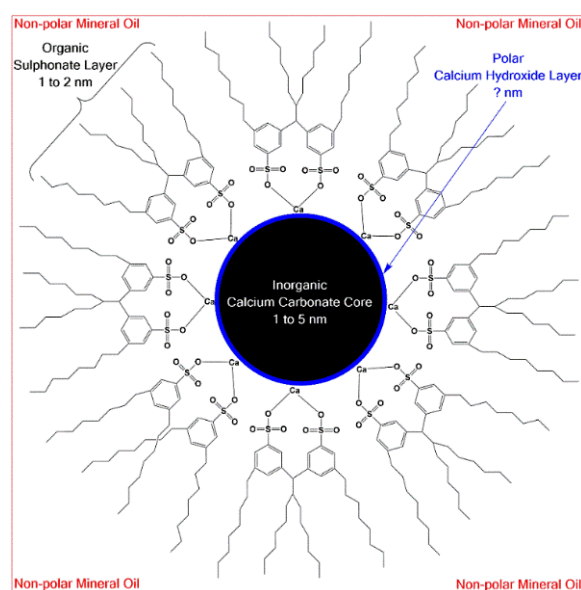 Non-polar Mineral Oil
Non-polar Mineral Oil
Organic
Sulphonate Layer
1 to 2 nm
Polar
Calcium Hydroxide Layer
? nm
Inorganic
Calcium Carbonate Core
1 to 5 nm
Ca
Ca
Ca
Ca
Ca
Ca
Ca
Ca
Non-polar Mineral Oil
Non-polar Mineral Oil